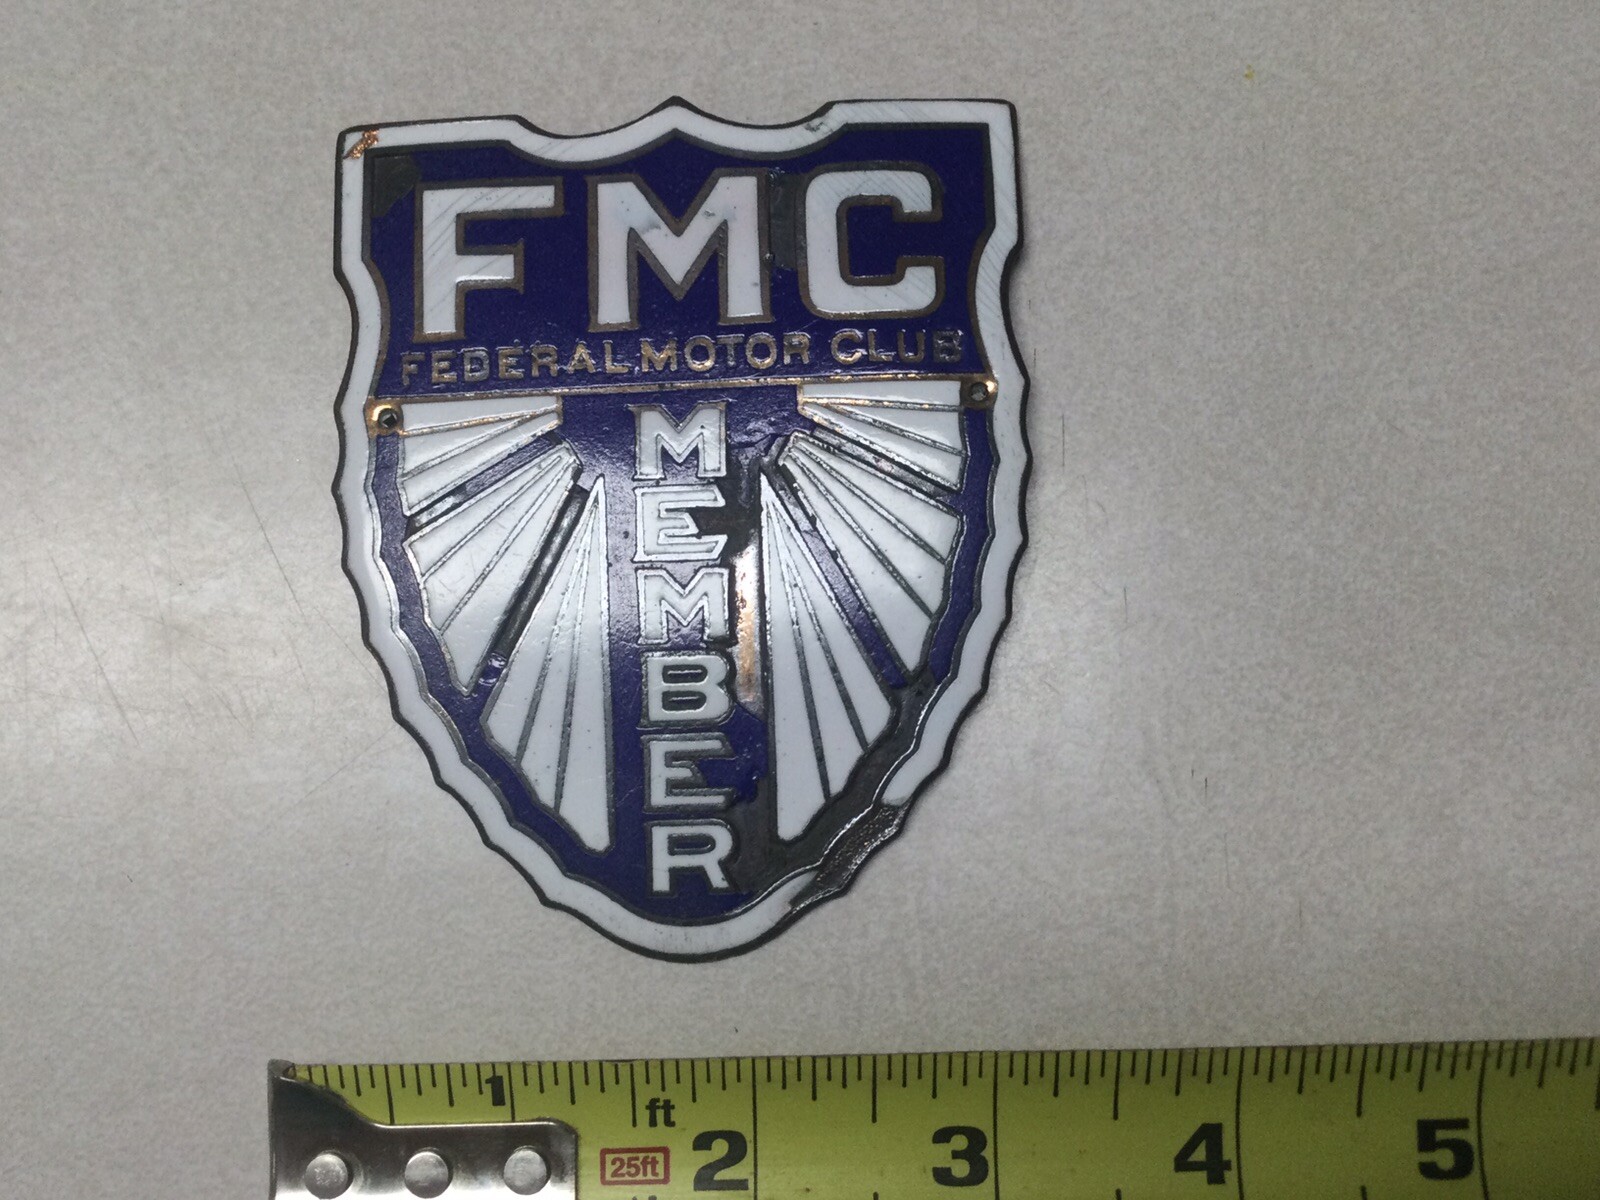 FMC
FEDERAL MOTOR CLUB
MEMBER
1
ft
25ft
2
3
4
5